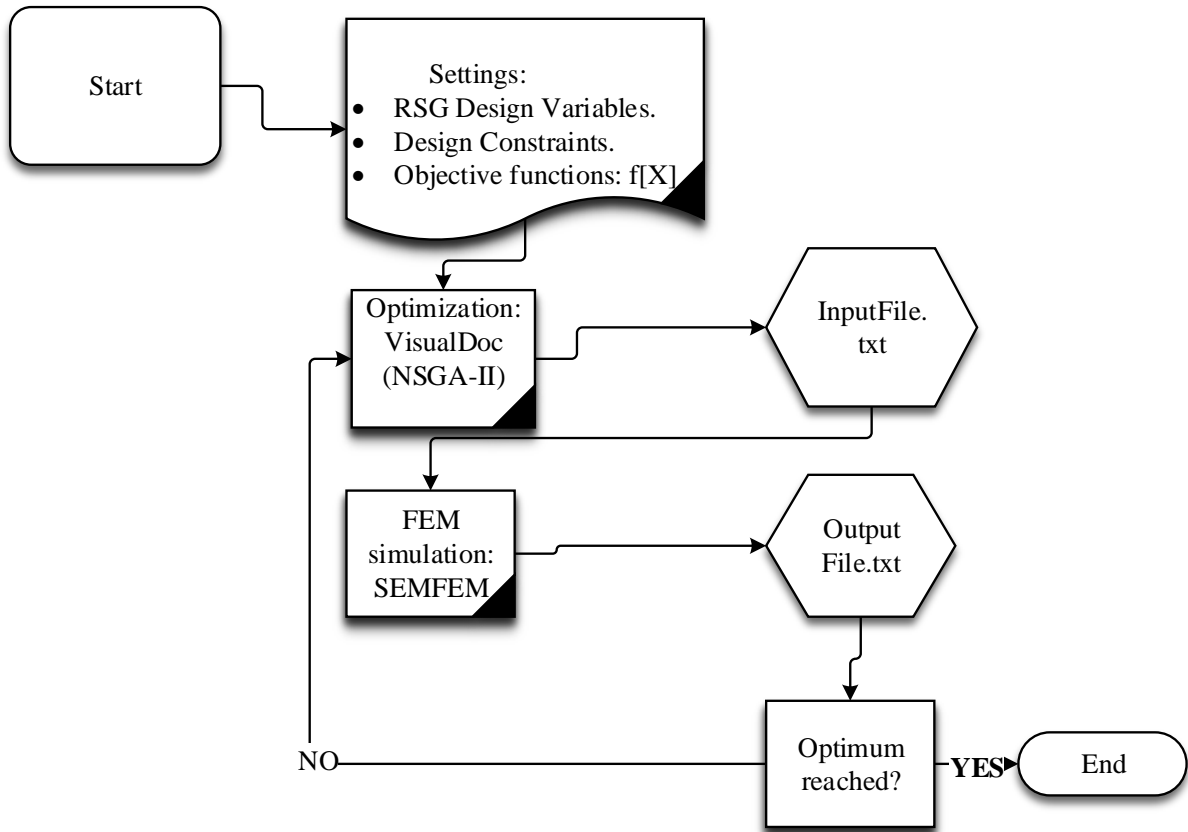 Start
Settings:
• RSG Design Variables.
• Design Constraints.
• Objective functions: f[X]
Optimization:
VisualDoc
(NSGA-II)
InputFile.
txt
FEM
simulation:
SEMFEM
Output
File.txt
Optimum
reached?
NO
YES
End